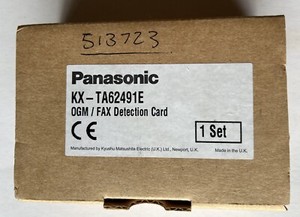 513723
Panasonic
KX-TA62491E
OGM / FAX Detection Card
CE
1 Set
Manufactured by Kyushu Matsushita Electric (U.K.) Ltd., Newport, U.K.
Made in the U.K.